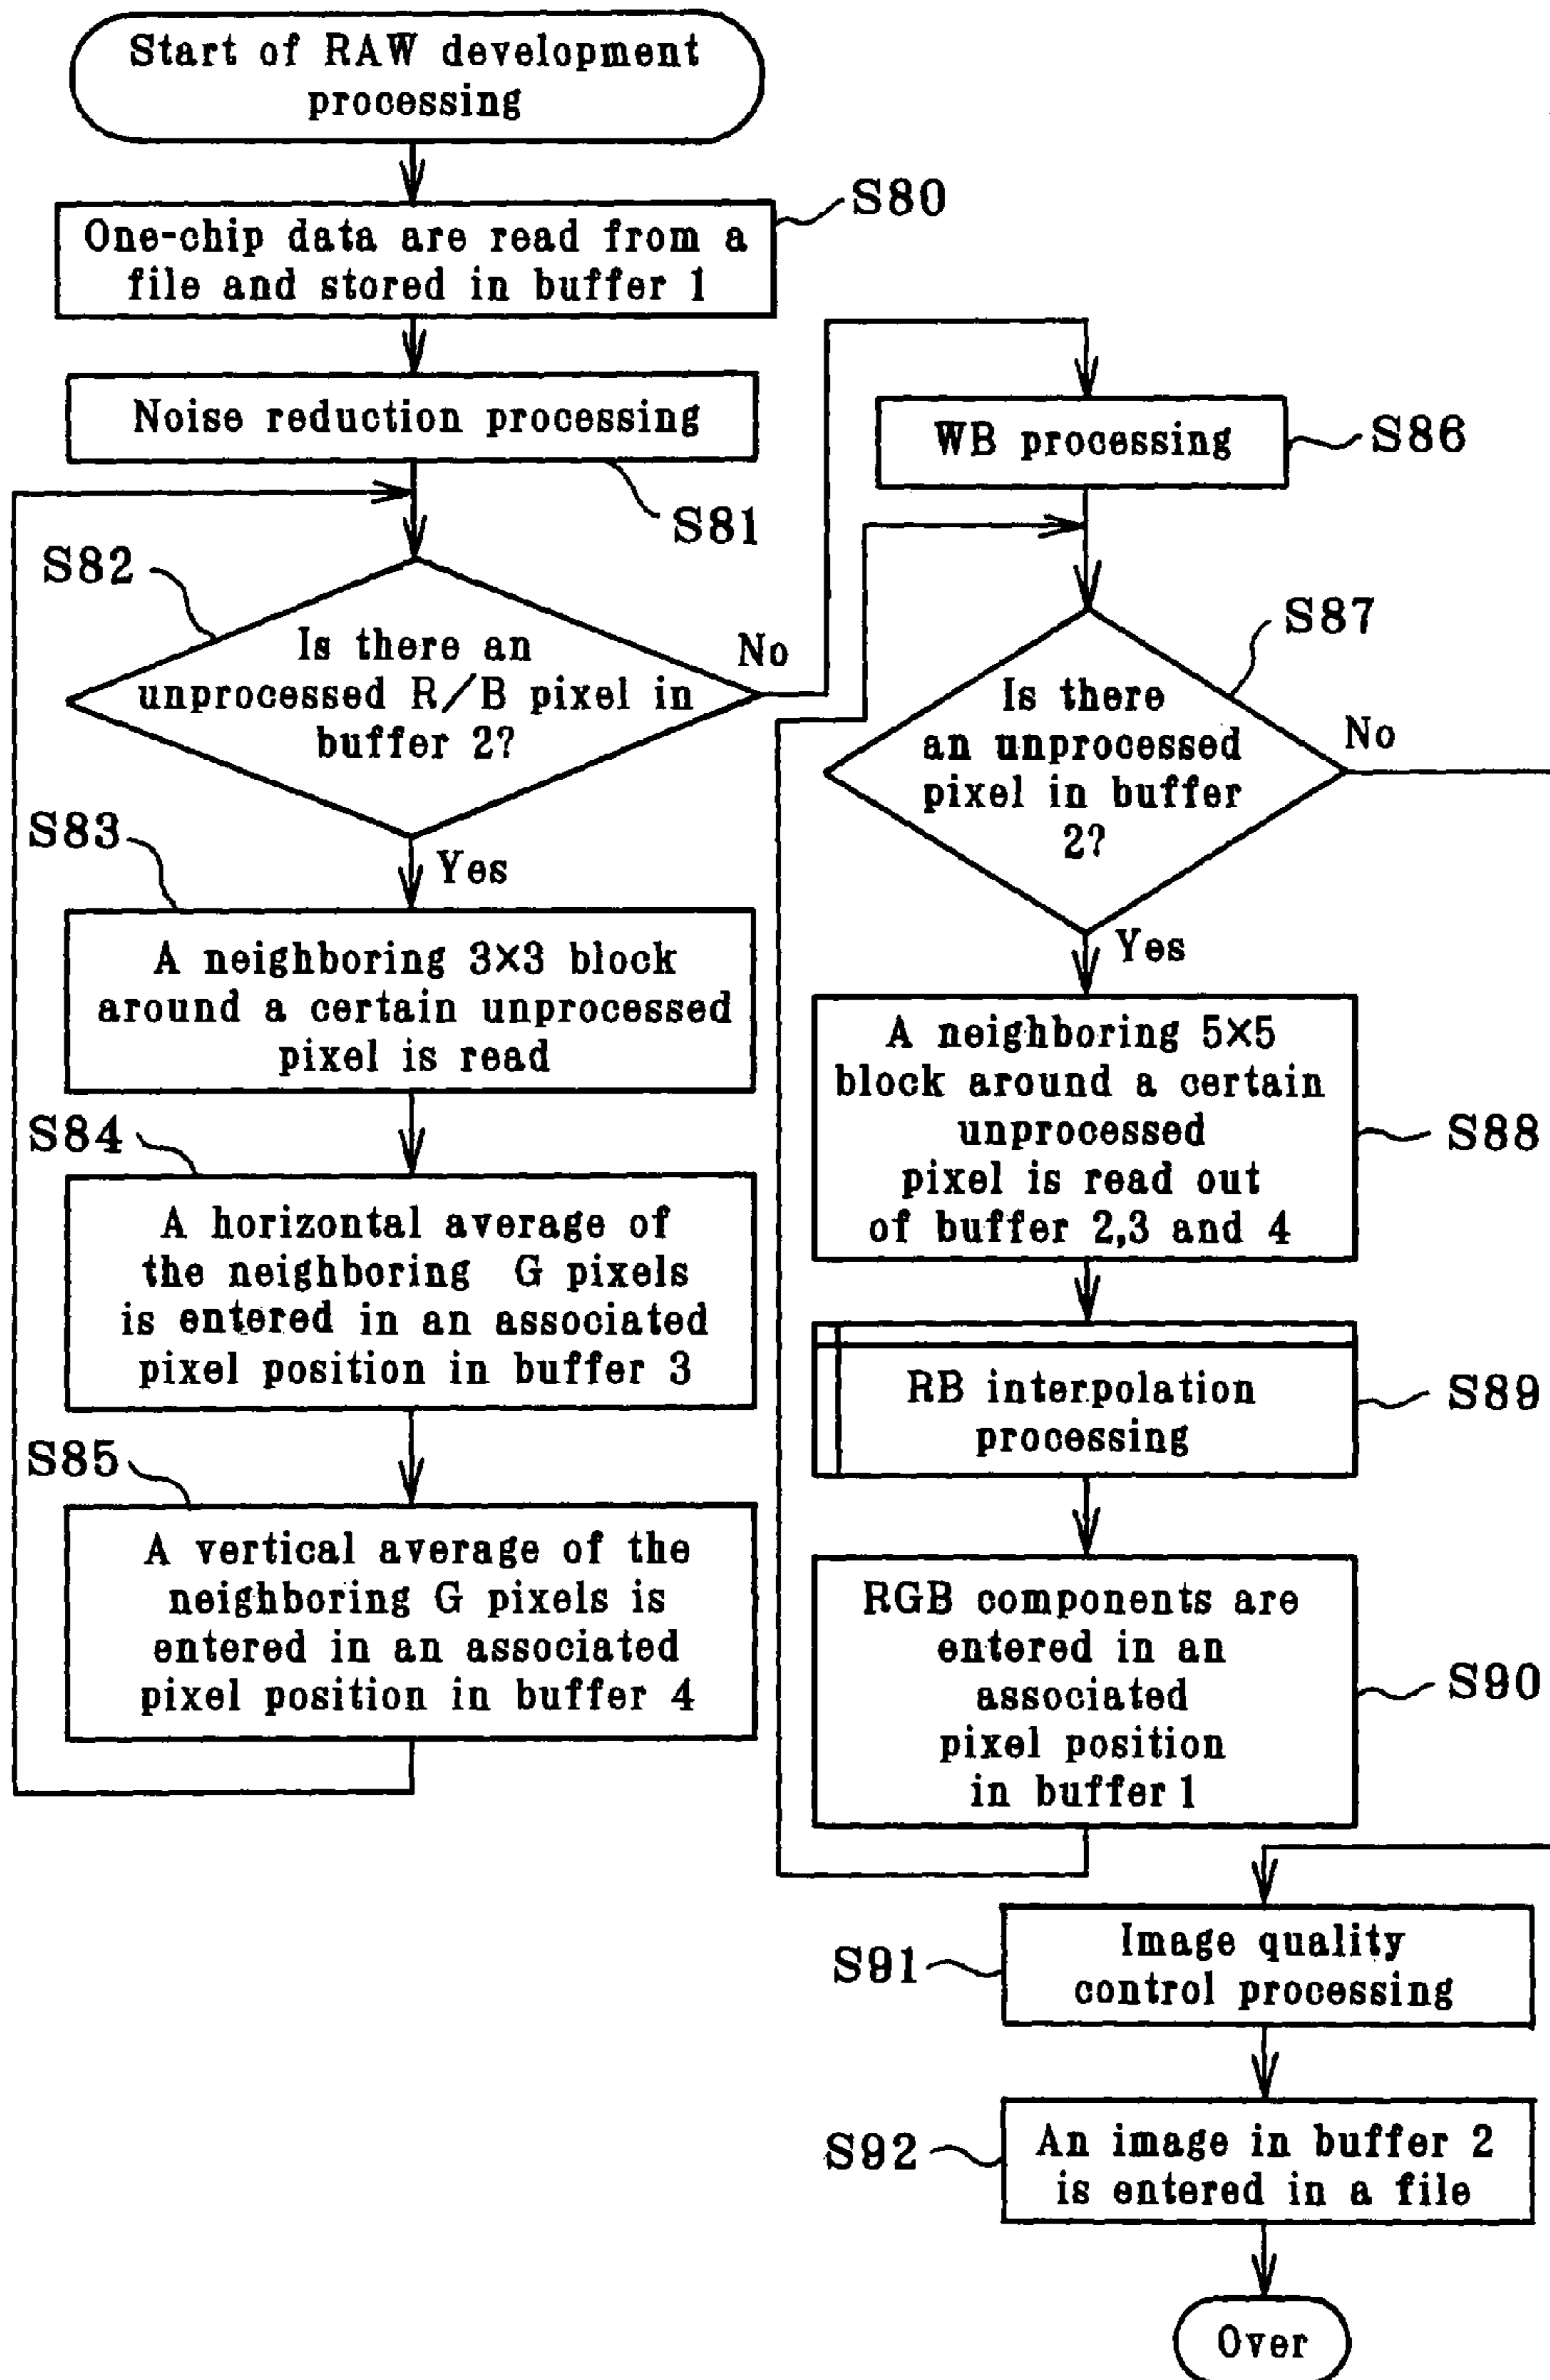 Start of RAW development
processing
S80
One-chip data are read from a
file and stored in buffer 1
Noise reduction processing
S81
S82
Is there an
unprocessed R/B pixel in
buffer 2?
No
Yes
S83
A neighboring 3×3 block
around a certain unprocessed
pixel is read
S84
A horizontal average of
the neighboring G pixels
is entered in an associated
pixel position in buffer 3
S85
A vertical average of the
neighboring G pixels is
entered in an associated
pixel position in buffer 4
WB processing
S86
S87
Is there
an unprocessed
pixel in buffer
2?
No
Yes
A neighboring 5×5
block around a certain
unprocessed
pixel is read out
of buffer 2,3 and 4
S88
RB interpolation
processing
S89
RGB components are
entered in an
associated
pixel position
in buffer 1
S90
S91
Image quality
control processing
S92
An image in buffer 2
is entered in a file
Over